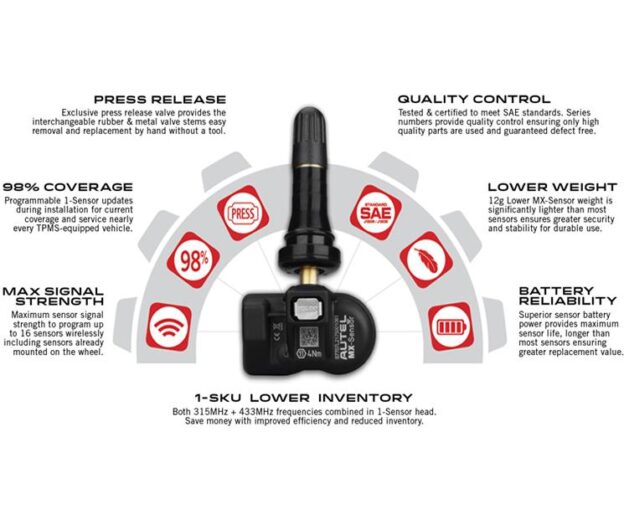 PRESS RELEASE
Exclusive press release valve provides the
interchangeable rubber & metal valve stems easy
removal and replacement by hand without a tool.
QUALITY CONTROL
Tested & certified to meet SAE standards. Series
numbers provide quality control ensuring only high
quality parts are used and guaranteed defect free.
98% COVERAGE
Programmable 1-Sensor updates
during installation for current
coverage and service nearly
every TPMS-equipped vehicle.
PRESS
STANDARD
SAE
LOWER WEIGHT
12g Lower MX-Sensor weight is
significantly lighter than most
sensors ensures greater security
and stability for durable use.
98%
MAX SIGNAL
STRENGTH
Maximum sensor signal
strength to program up
to 16 sensors wirelessly
including sensors already
mounted on the wheel.
BATTERY
RELIABILITY
Superior sensor battery
power provides maximum
sensor life, longer than
most sensors ensuring
greater replacement value.
4Nm
AUTEL
MX-Sensor
1-SKU LOWER INVENTORY
Both 315MHz + 433MHz frequencies combined in 1-Sensor head.
Save money with improved efficiency and reduced inventory.